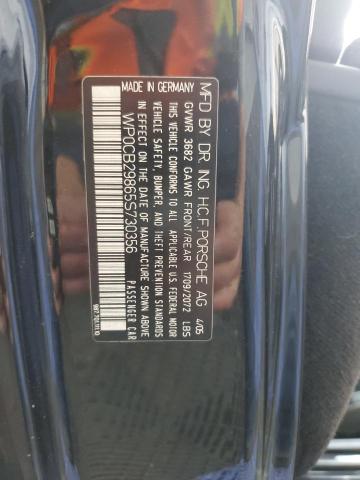 MFD BY DR. ING. H.C.F. PORSCHE AG 4/05
GVWR 3682 GAWR FRONT/REAR 1709/2072 LBS
THIS VEHICLE CONFORMS TO ALL APPLICABLE U.S. FEDERAL MOTOR
VEHICLE SAFETY, BUMPER, AND THEFT PREVENTION STANDARDS
IN EFFECT ON THE DATE OF MANUFACTURE SHOWN ABOVE
WP0CB29865S730356
PASSENGER CAR
MADE IN GERMANY